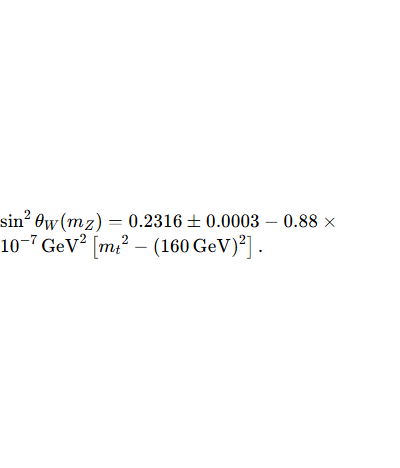 sin² θ_W(m_Z) = 0.2316 ± 0.0003 − 0.88 ×
10⁻⁷ GeV² [m_t² − (160 GeV)²] .